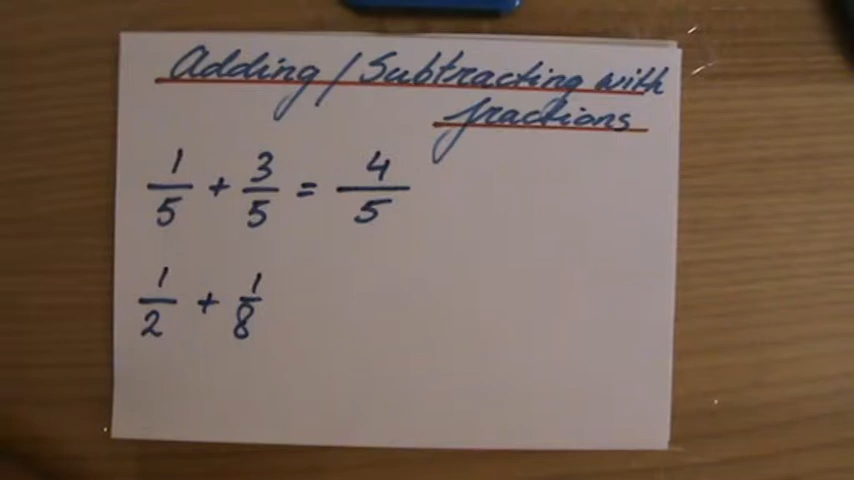 Adding / Subtracting with
fractions
1/5 + 3/5 = 4/5
1/2 + 1/8